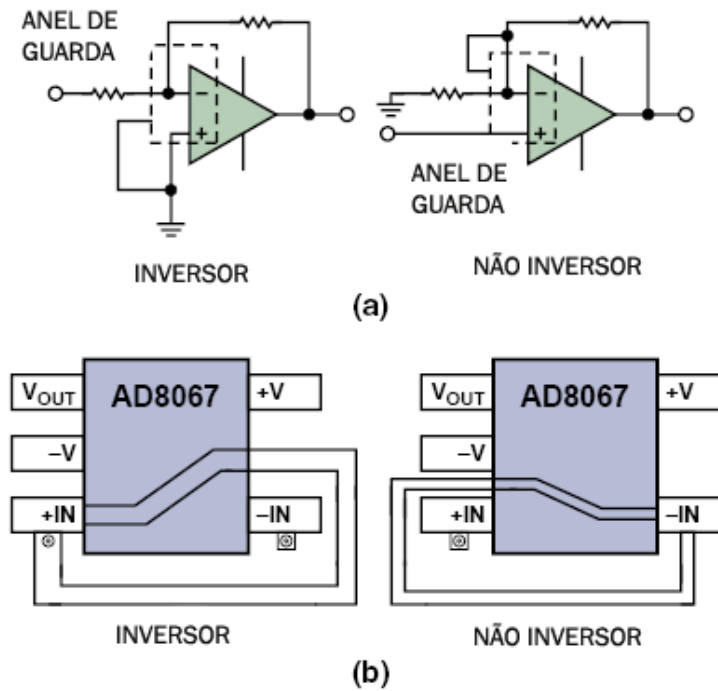 ANEL DE
GUARDA
−
+
INVERSOR
−
+
ANEL DE
GUARDA
NÃO INVERSOR
(a)
VOUT
AD8067
+V
−V
+IN
−IN
INVERSOR
VOUT
AD8067
+V
−V
+IN
−IN
NÃO INVERSOR
(b)